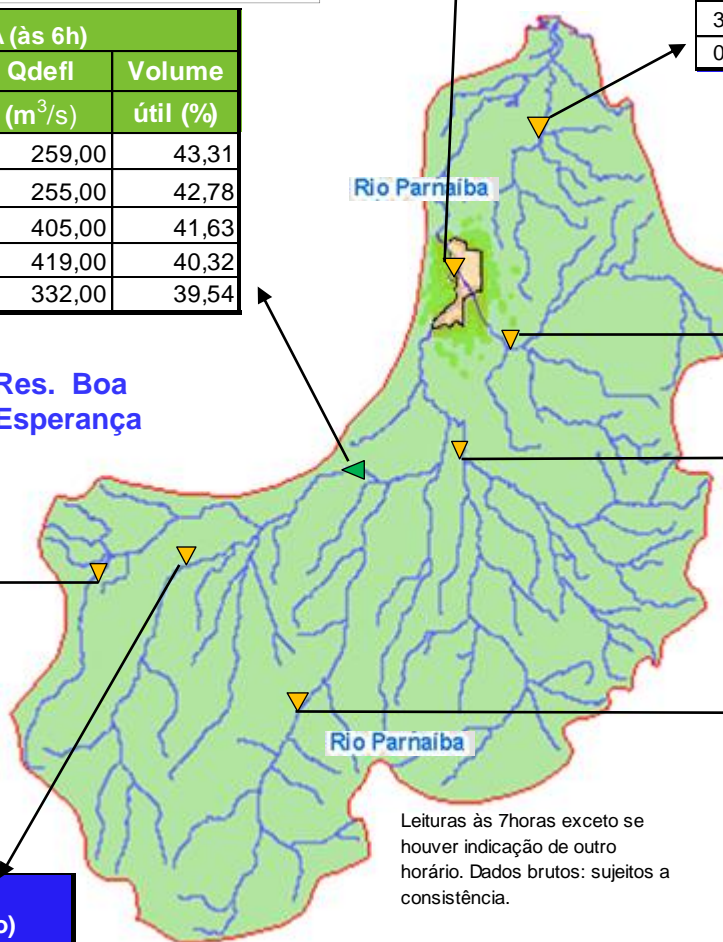 (às 6h)
Qdefl Volume
(m³/s) útil (%)
259,00 43,31
255,00 42,78
405,00 41,63
419,00 40,32
332,00 39,54
3
0
Rio Parnaíba
Res. Boa
Esperança
Rio Parnaíba
Leituras às 7horas exceto se
houver indicação de outro
horário. Dados brutos: sujeitos a
consistência.